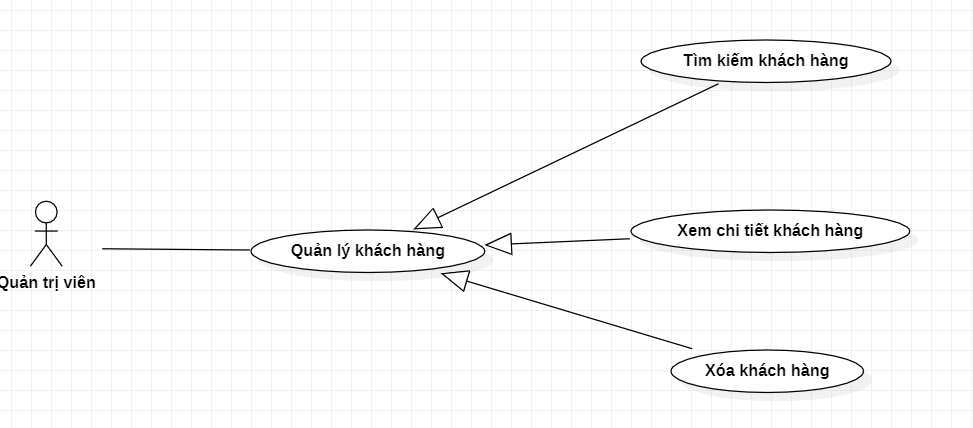 Tìm kiếm khách hàng
Xem chi tiết khách hàng
Quản lý khách hàng
Quản trị viên
Xóa khách hàng